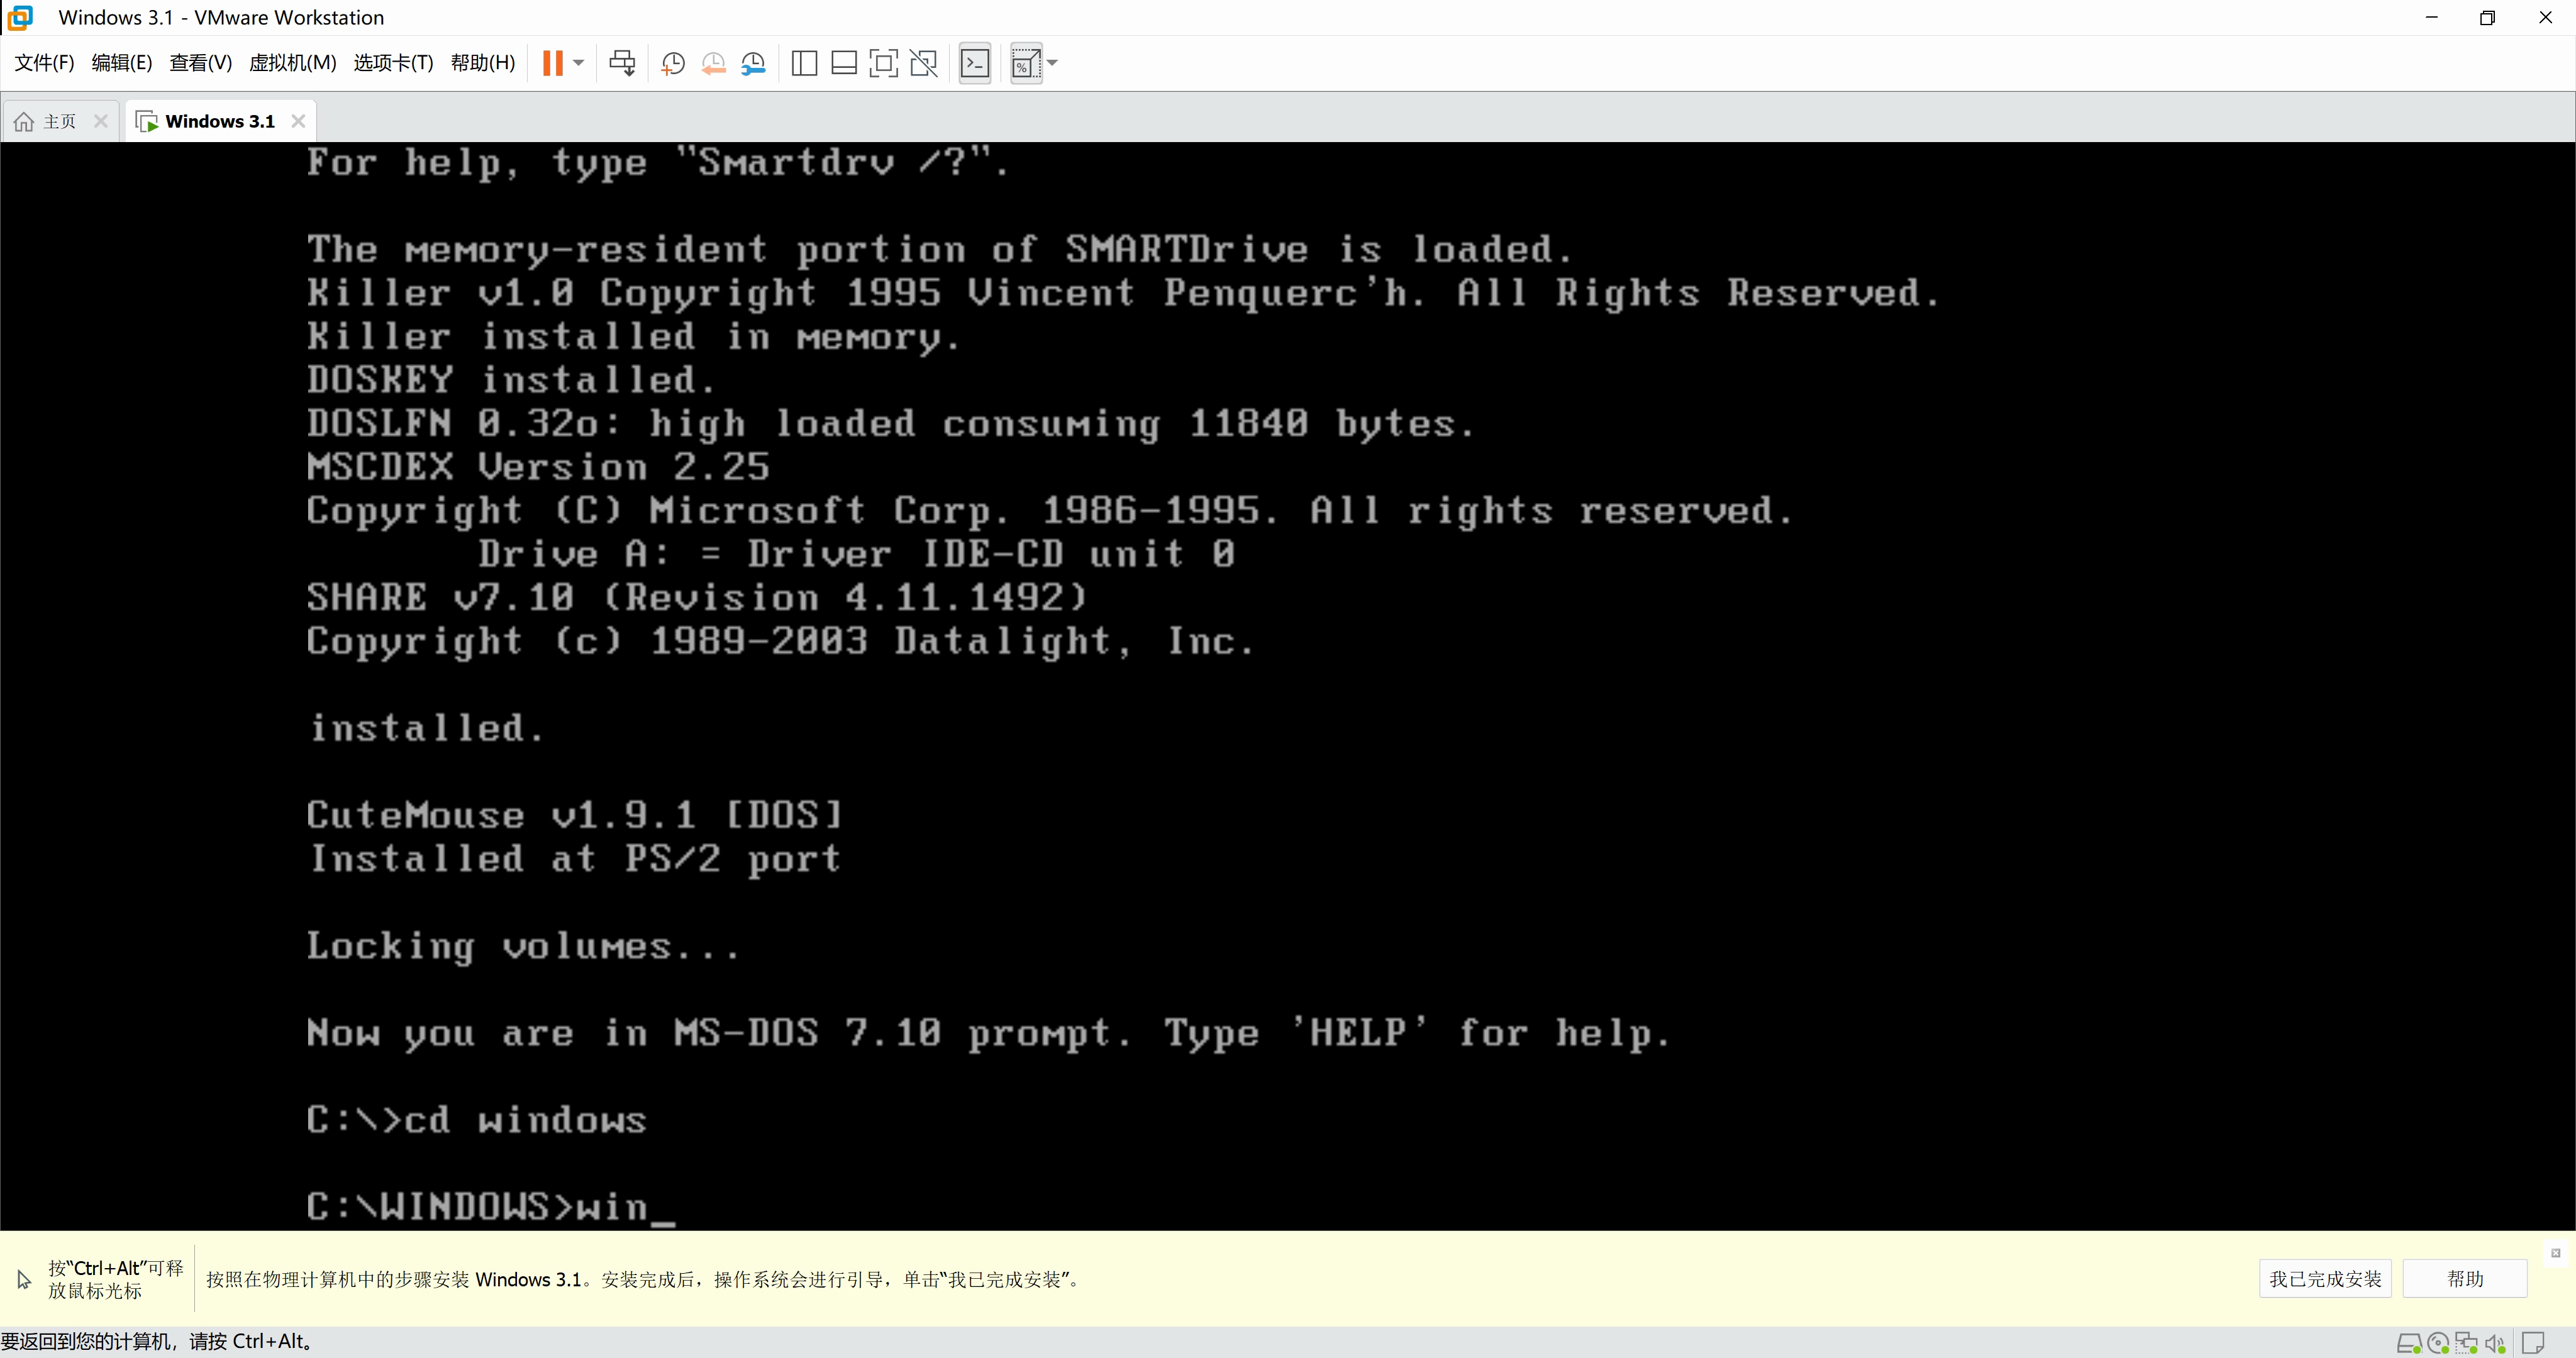 Windows 3.1 - VMware Workstation
文件(F) 编辑(E) 查看(V) 虚拟机(M) 选项卡(T) 帮助(H)
主页 Windows 3.1
For help, type "Smartdrv /?".
The memory-resident portion of SMARTDrive is loaded.
Killer v1.0 Copyright 1995 Vincent Penquerc'h. All Rights Reserved.
Killer installed in memory.
DOSKEY installed.
DOSLFN 0.32o: high loaded consuming 11840 bytes.
MSCDEX Version 2.25
Copyright (C) Microsoft Corp. 1986-1995. All rights reserved.
Drive A: = Driver IDE-CD unit 0
SHARE v7.10 (Revision 4.11.1492)
Copyright (c) 1989-2003 Datalight, Inc.
installed.
CuteMouse v1.9.1 [DOS]
Installed at PS/2 port
Locking volumes...
Now you are in MS-DOS 7.10 prompt. Type 'HELP' for help.
C:\>cd windows
C:\WINDOWS>win_
按“Ctrl+Alt”可释
放鼠标光标
按照在物理计算机中的步骤安装 Windows 3.1。安装完成后，操作系统会进行引导，单击“我已完成安装”。
我已完成安装 帮助
要返回到您的计算机，请按 Ctrl+Alt。